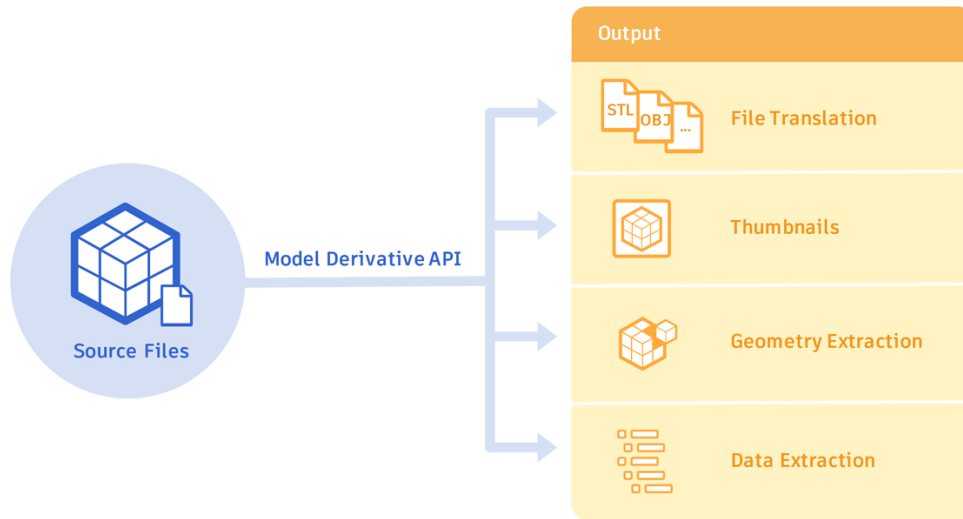 Output
STL
OBJ
...
File Translation
Thumbnails
Model Derivative API
Source Files
Geometry Extraction
Data Extraction